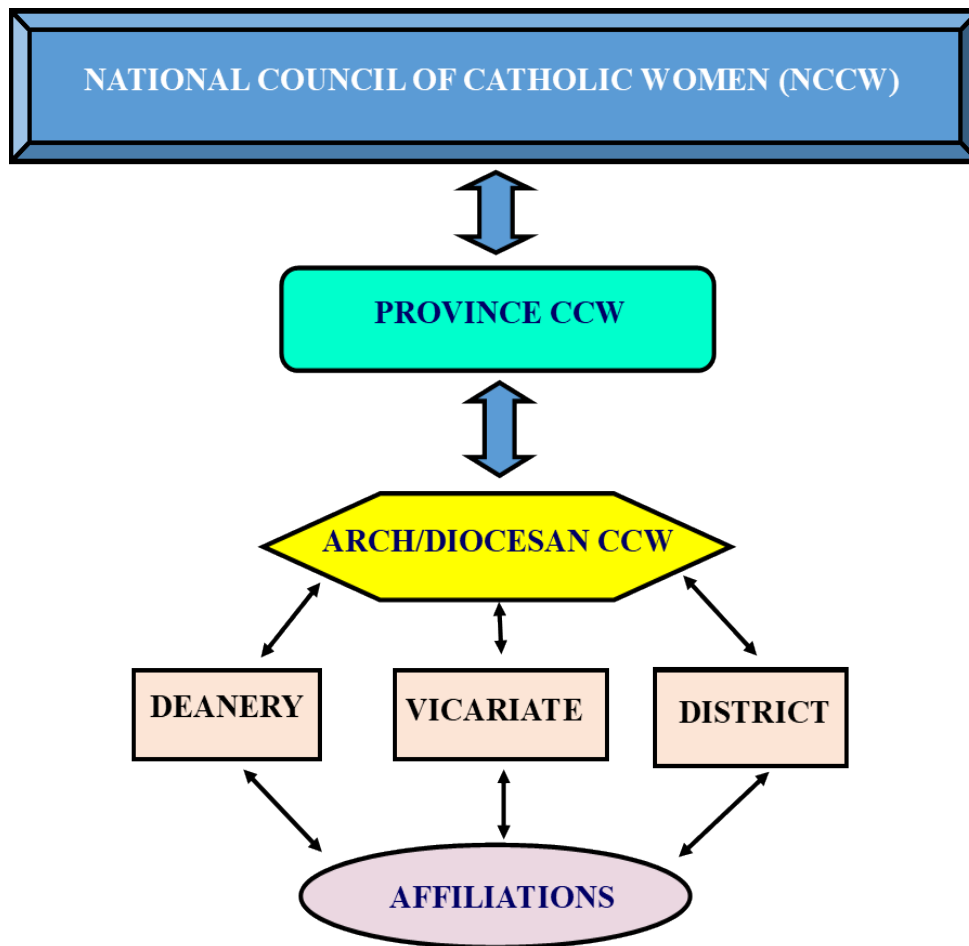 NATIONAL COUNCIL OF CATHOLIC WOMEN (NCCW)
PROVINCE CCW
ARCH/DIOCESAN CCW
DEANERY
VICARIATE
DISTRICT
AFFILIATIONS